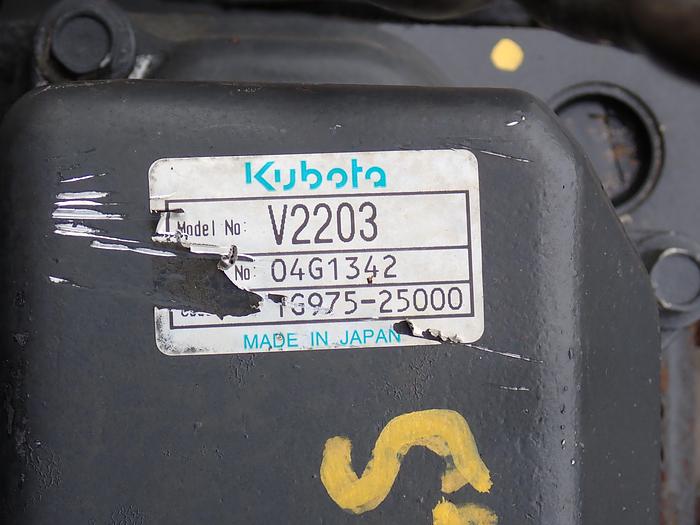 Kubota
Model No: V2203
No: 04G1342
1G975-25000
MADE IN JAPAN